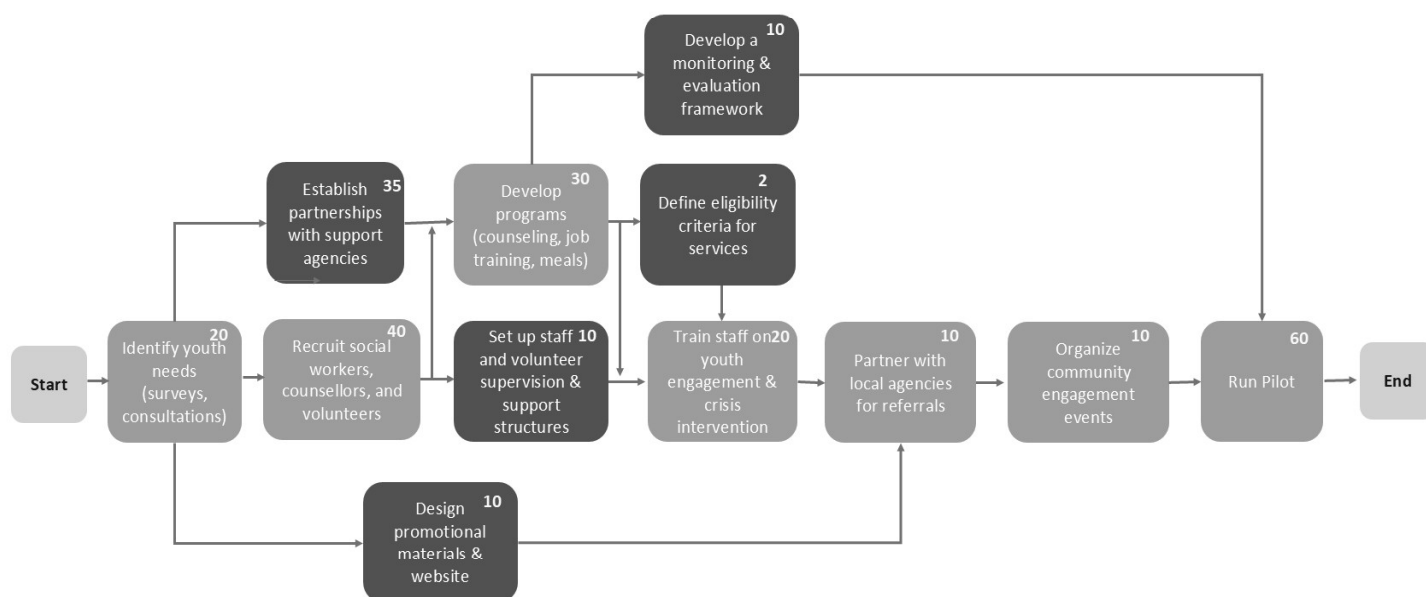 Develop a 10
monitoring &
evaluation
framework
Establish 35
partnerships
with support
agencies
Develop 30
programs
(counseling, job
training, meals)
2
Define eligibility
criteria for
services
Start
20
Identify youth
needs
(surveys,
consultations)
40
Recruit social
workers,
counsellors, and
volunteers
Set up staff 10
and volunteer
supervision &
support
structures
Train staff on 20
youth
engagement &
crisis
intervention
10
Partner with
local agencies
for referrals
10
Organize
community
engagement
events
60
Run Pilot
End
Design 10
promotional
materials &
website